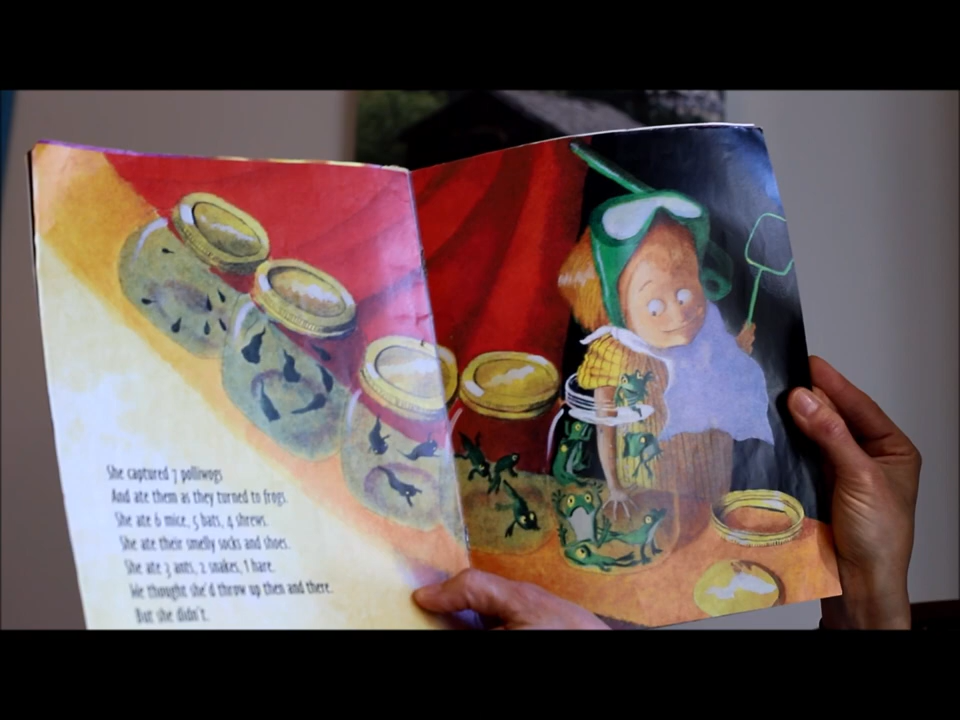 She captured 7 polliwogs
And ate them as they turned to frogs.
She ate 6 mice, 5 bats, 4 shrews.
She ate their smelly socks and shoes.
She ate 3 ants, 2 snakes, 1 hare.
We thought she'd throw up then and there.
But she didn't.